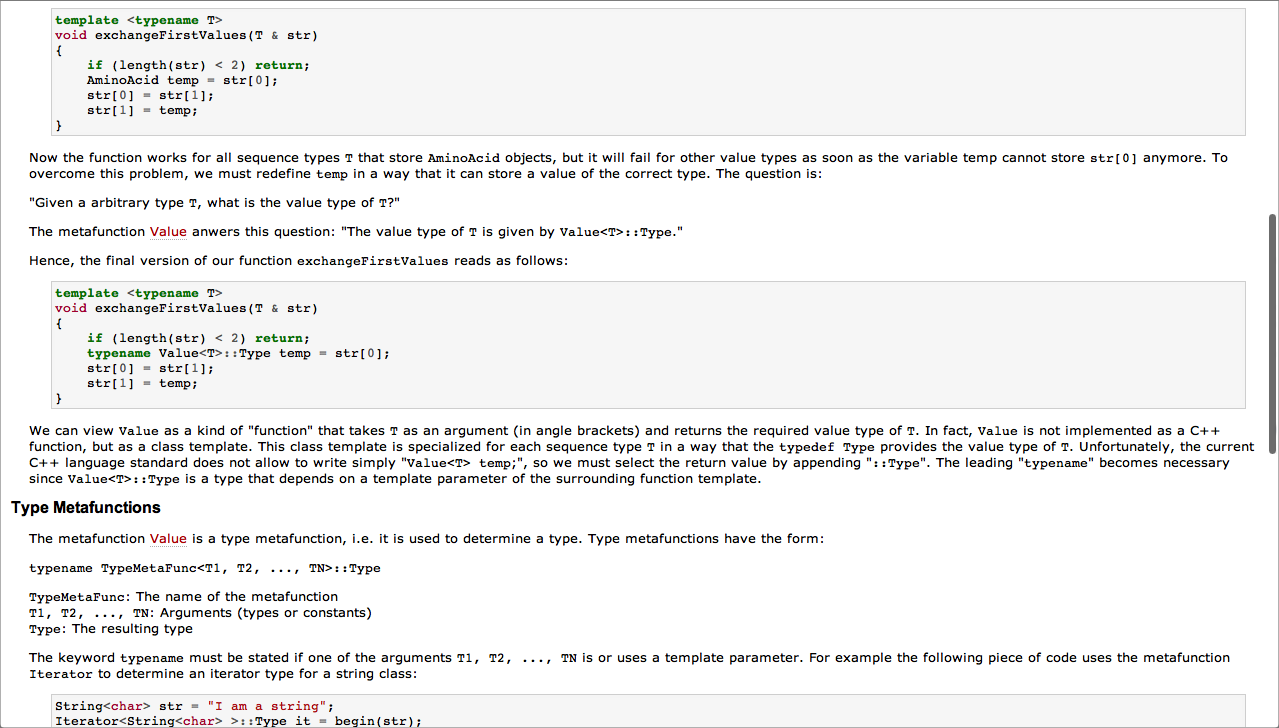 template <typename T>
void exchangeFirstValues(T & str)
{
    if (length(str) < 2) return;
    AminoAcid temp = str[0];
    str[0] = str[1];
    str[1] = temp;
}
Now the function works for all sequence types T that store AminoAcid objects, but it will fail for other value types as soon as the variable temp cannot store str[0] anymore. To
overcome this problem, we must redefine temp in a way that it can store a value of the correct type. The question is:
"Given a arbitrary type T, what is the value type of T?"
The metafunction Value anwers this question: "The value type of T is given by Value<T>::Type."
Hence, the final version of our function exchangeFirstValues reads as follows:
template <typename T>
void exchangeFirstValues(T & str)
{
    if (length(str) < 2) return;
    typename Value<T>::Type temp = str[0];
    str[0] = str[1];
    str[1] = temp;
}
We can view Value as a kind of "function" that takes T as an argument (in angle brackets) and returns the required value type of T. In fact, Value is not implemented as a C++
function, but as a class template. This class template is specialized for each sequence type T in a way that the typedef Type provides the value type of T. Unfortunately, the current
C++ language standard does not allow to write simply "Value<T> temp;", so we must select the return value by appending "::Type". The leading "typename" becomes necessary
since Value<T>::Type is a type that depends on a template parameter of the surrounding function template.
Type Metafunctions
The metafunction Value is a type metafunction, i.e. it is used to determine a type. Type metafunctions have the form:
typename TypeMetaFunc<T1, T2, ..., TN>::Type
TypeMetaFunc: The name of the metafunction
T1, T2, ..., TN: Arguments (types or constants)
Type: The resulting type
The keyword typename must be stated if one of the arguments T1, T2, ..., TN is or uses a template parameter. For example the following piece of code uses the metafunction
Iterator to determine an iterator type for a string class:
String<char> str = "I am a string";
Iterator<String<char> >::Type it = begin(str);